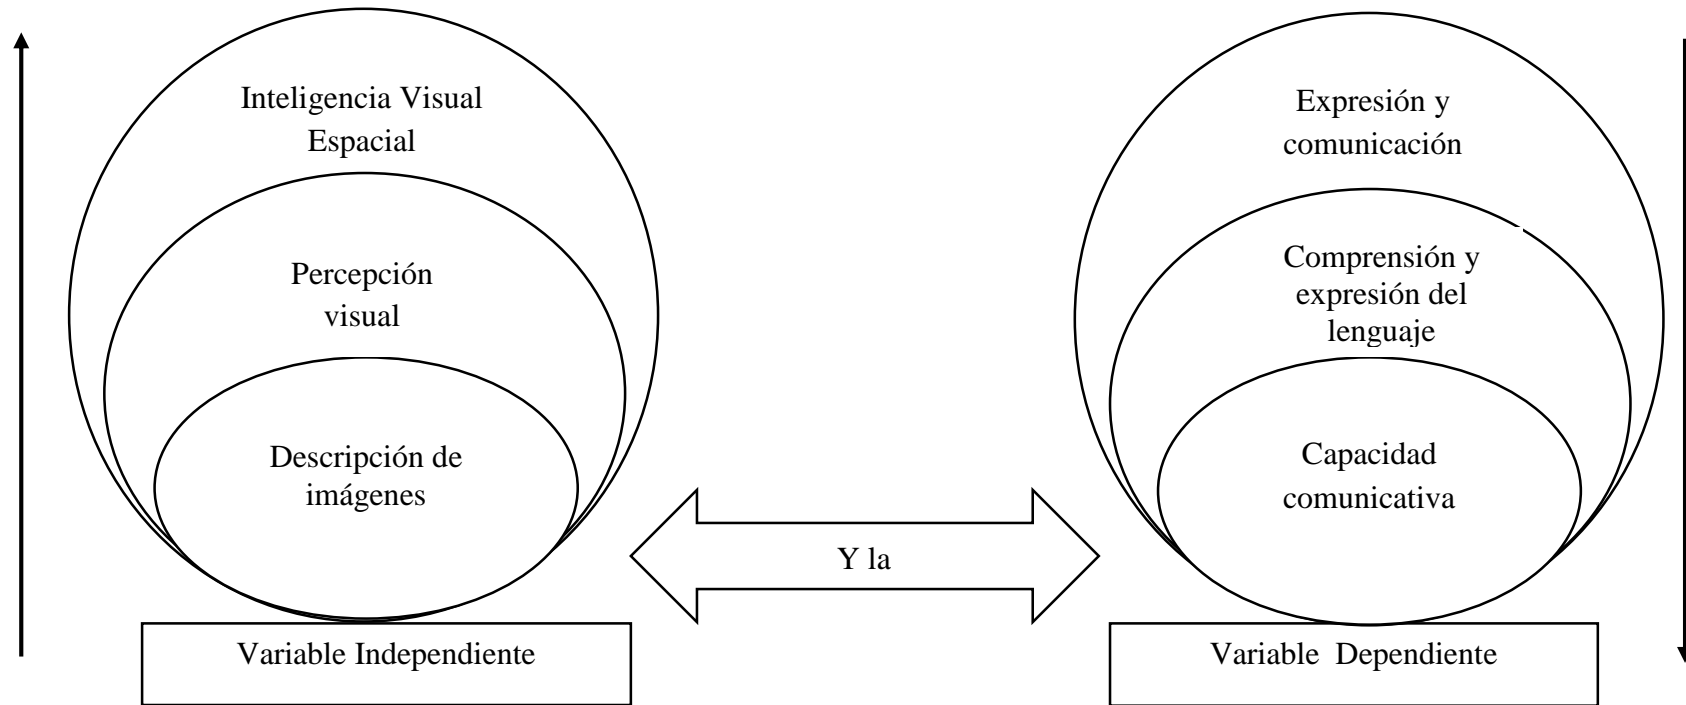 Inteligencia Visual
Espacial
Percepción
visual
Descripción de
imágenes
Variable Independiente
Y la
Expresión y
comunicación
Comprensión y
expresión del
lenguaje
Capacidad
comunicativa
Variable  Dependiente